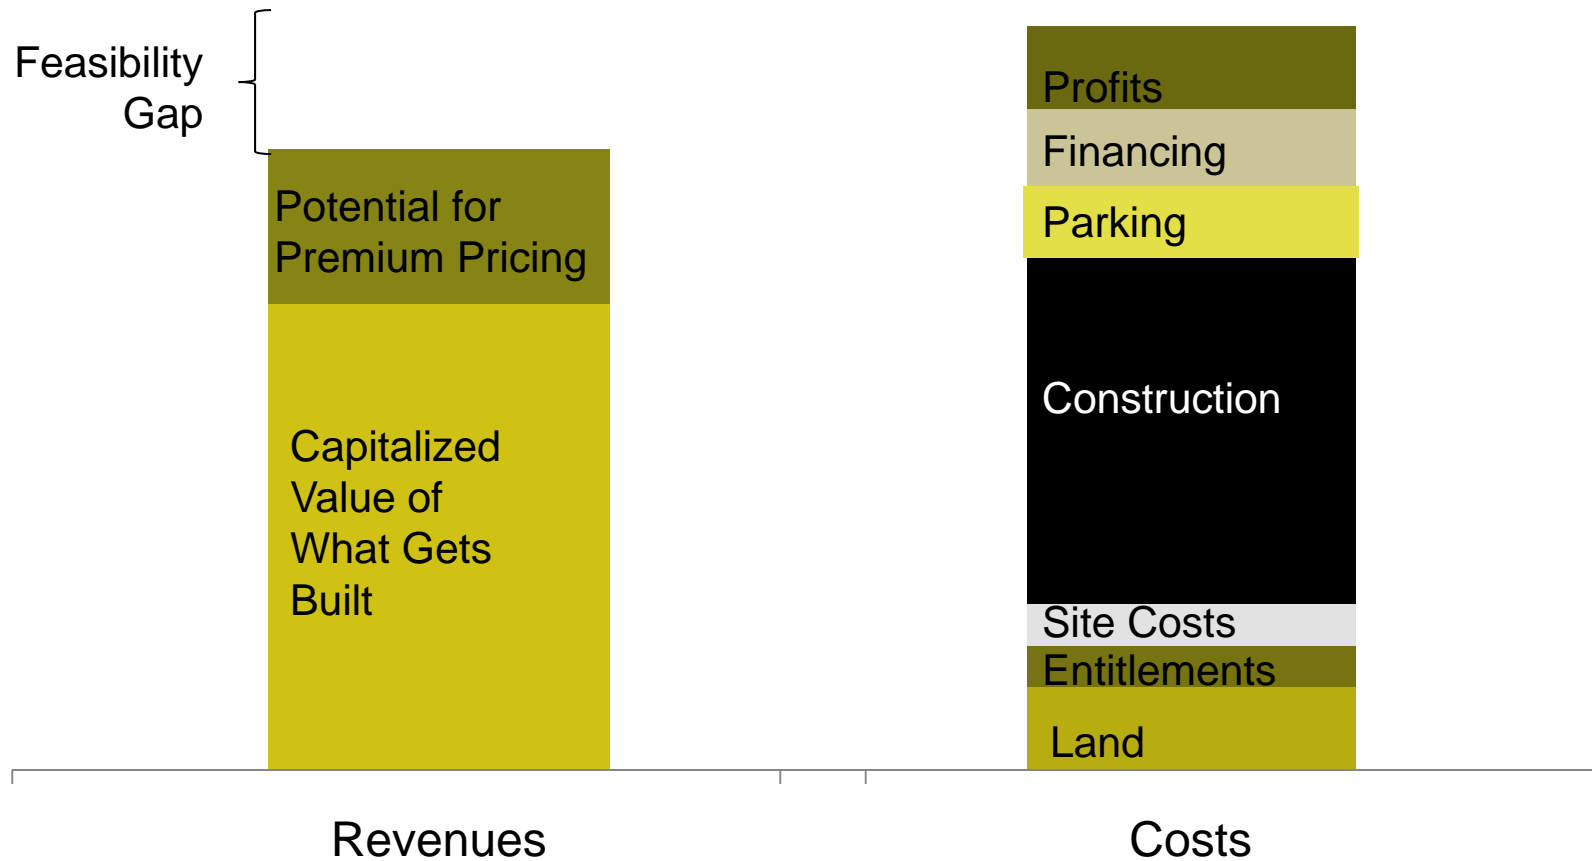 Feasibility
Gap
Potential for
Premium Pricing
Capitalized
Value of
What Gets
Built
Revenues
Profits
Financing
Parking
Construction
Site Costs
Entitlements
Land
Costs